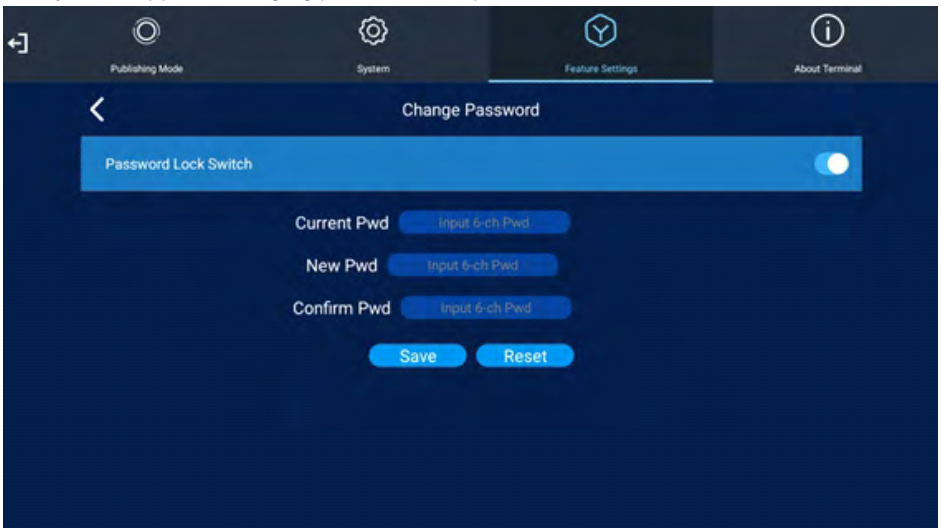 Publishing Mode
System
Feature Settings
About Terminal
Change Password
Password Lock Switch
Current Pwd
Input 6-ch Pwd
New Pwd
Input 6-ch Pwd
Confirm Pwd
Input 6-ch Pwd
Save
Reset